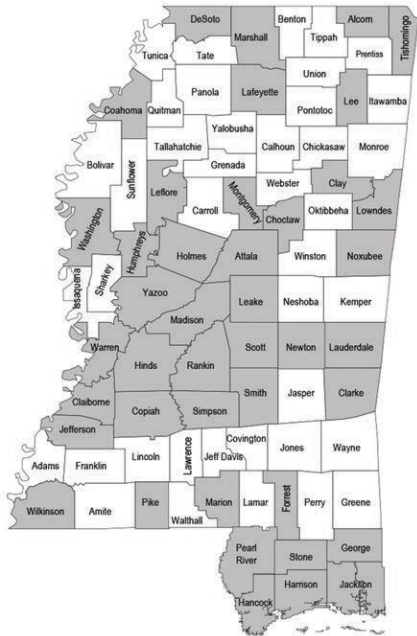 DeSoto
Marshall
Benton
Tippah
Alcorn
Tishomingo
Tunica
Tate
Prentiss
Union
Panola
Lafayette
Lee
Itawamba
Coahoma
Quitman
Pontotoc
Yalobusha
Tallahatchie
Calhoun
Chickasaw
Monroe
Bolivar
Sunflower
Grenada
Leflore
Webster
Clay
Carroll
Montgomery
Choctaw
Oktibbeha
Lowndes
Washington
Humphreys
Holmes
Attala
Winston
Noxubee
Issaquena
Sharkey
Yazoo
Leake
Neshoba
Kemper
Madison
Warren
Hinds
Rankin
Scott
Newton
Lauderdale
Claiborne
Copiah
Simpson
Smith
Jasper
Clarke
Jefferson
Adams
Franklin
Lincoln
Lawrence
Jeff Davis
Covington
Jones
Wayne
Wilkinson
Amite
Pike
Walthall
Marion
Lamar
Forrest
Perry
Greene
Pearl
River
Stone
George
Hancock
Harrison
Jackson